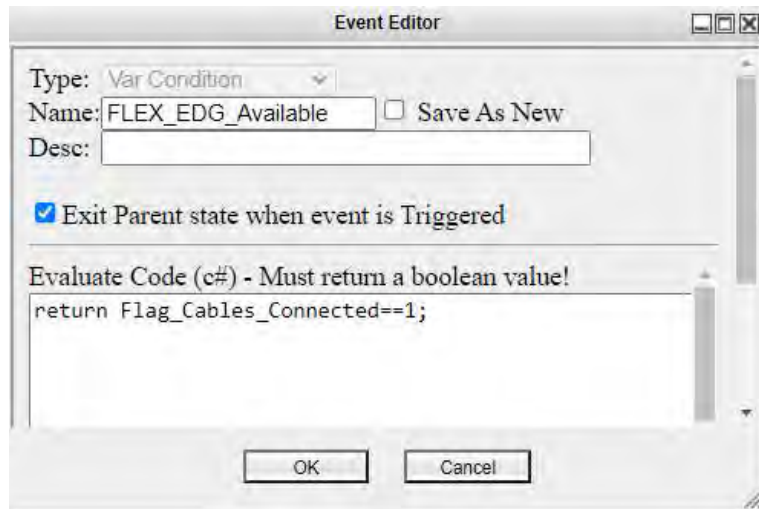 Event Editor
Type: Var Condition
Name: FLEX_EDG_Available Save As New
Desc:
Exit Parent state when event is Triggered
Evaluate Code (c#) - Must return a boolean value!
return Flag_Cables_Connected==1;
OK Cancel